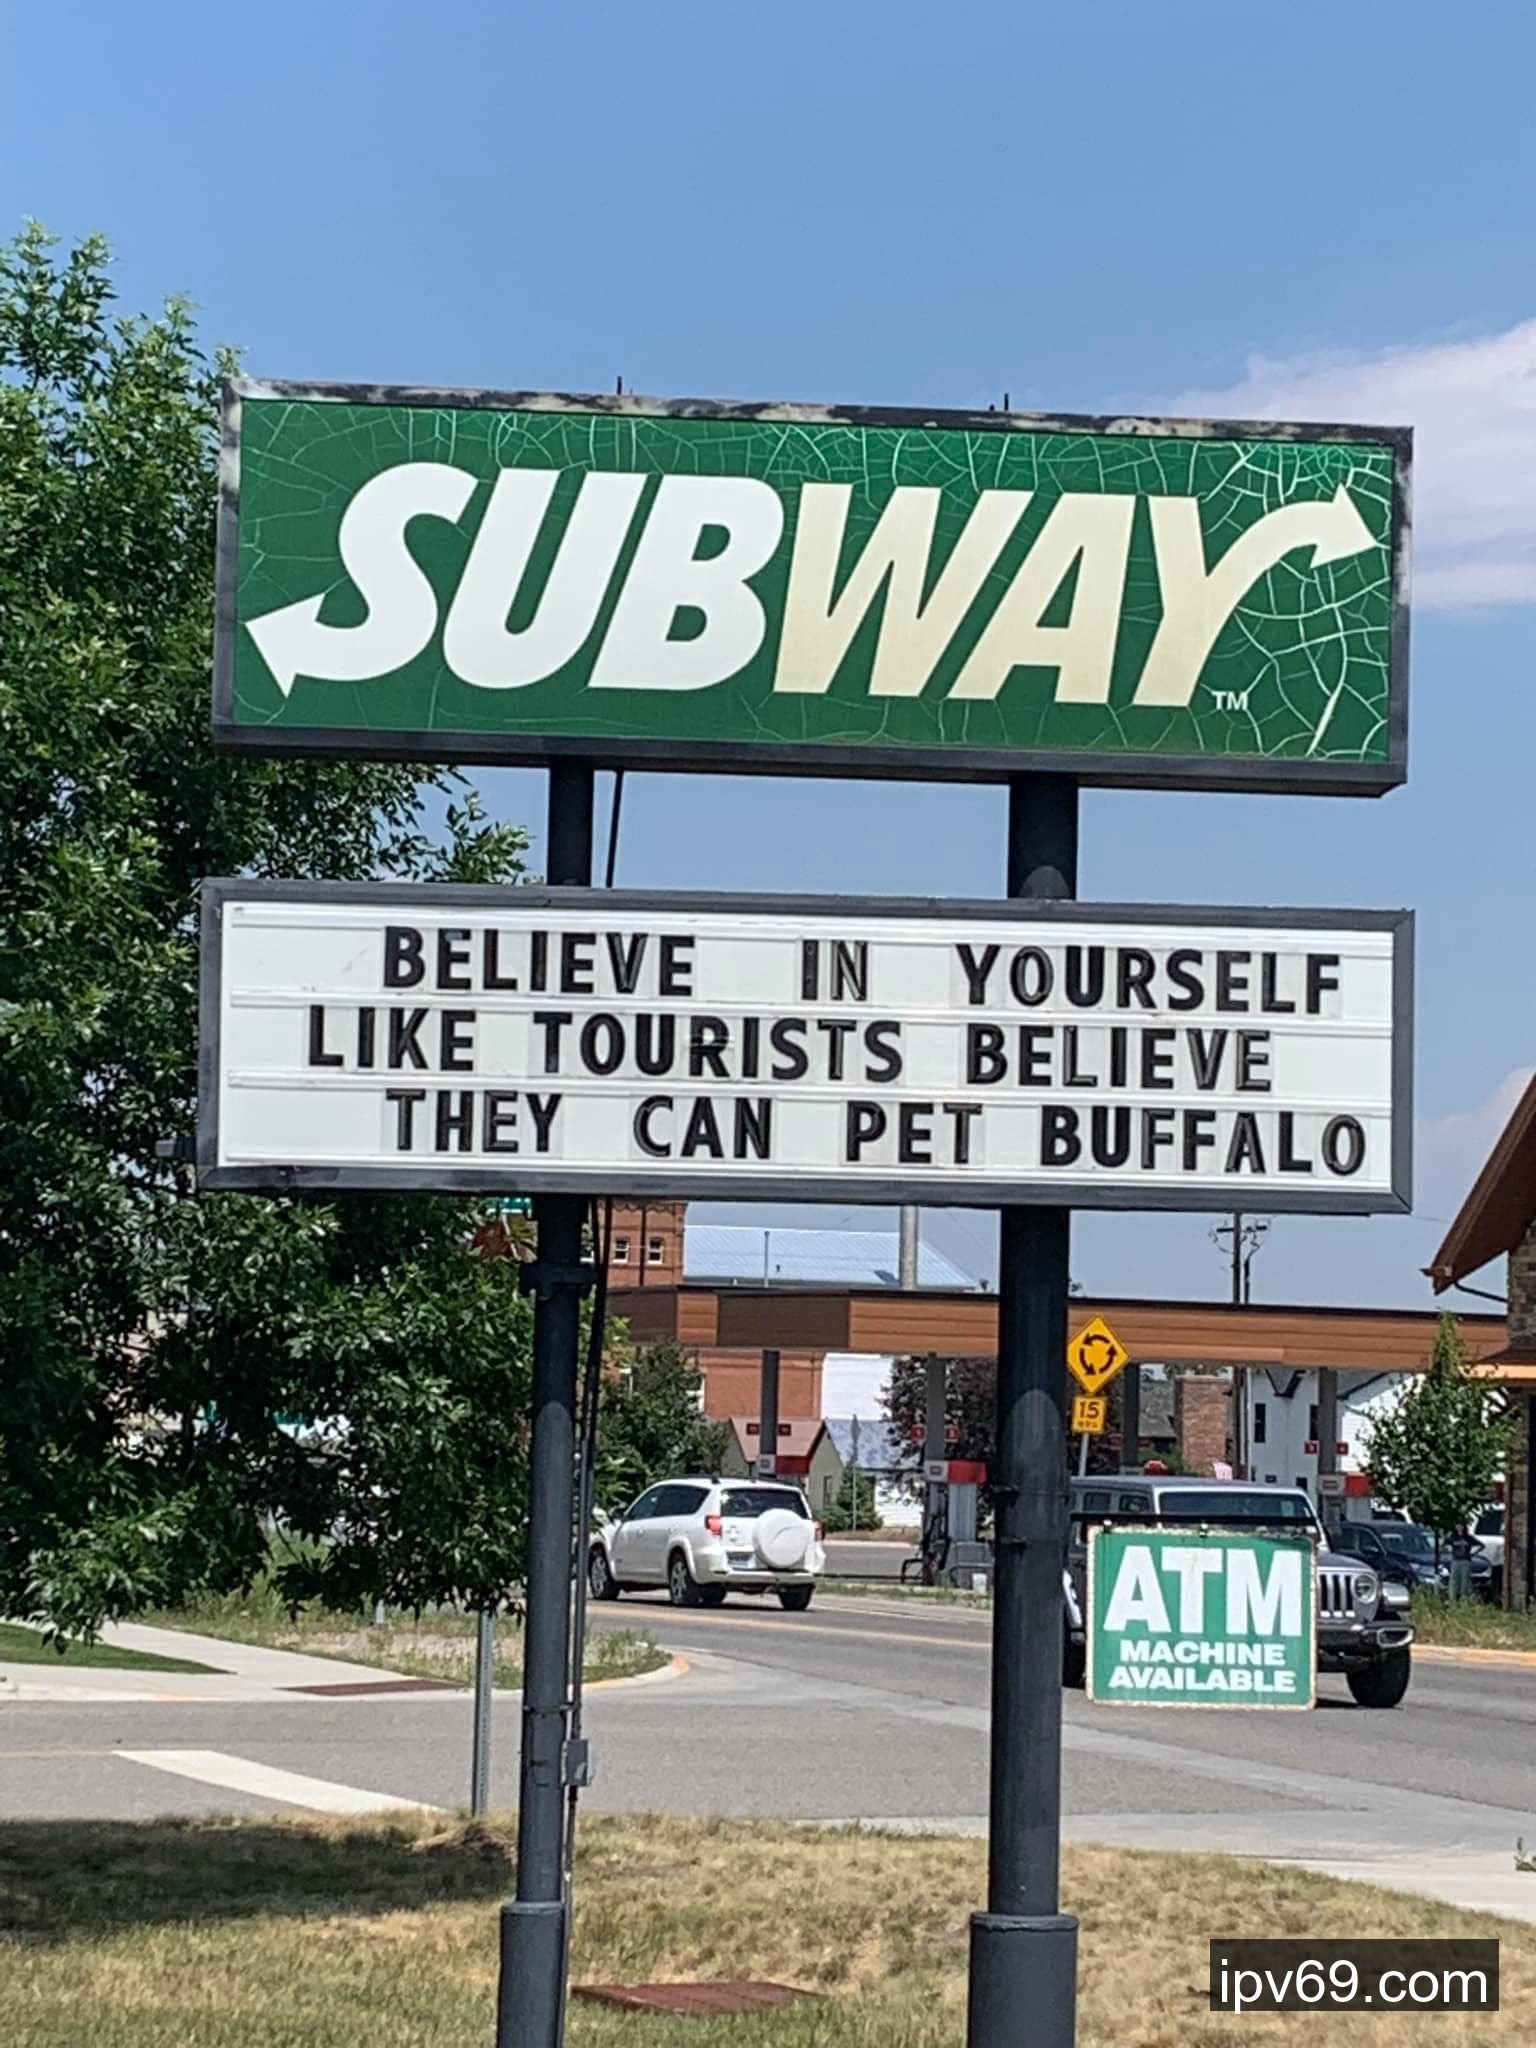 SUBWAY
TM
BELIEVE IN YOURSELF
LIKE TOURISTS BELIEVE
THEY CAN PET BUFFALO
15
ATM
MACHINE
AVAILABLE
ipv69.com